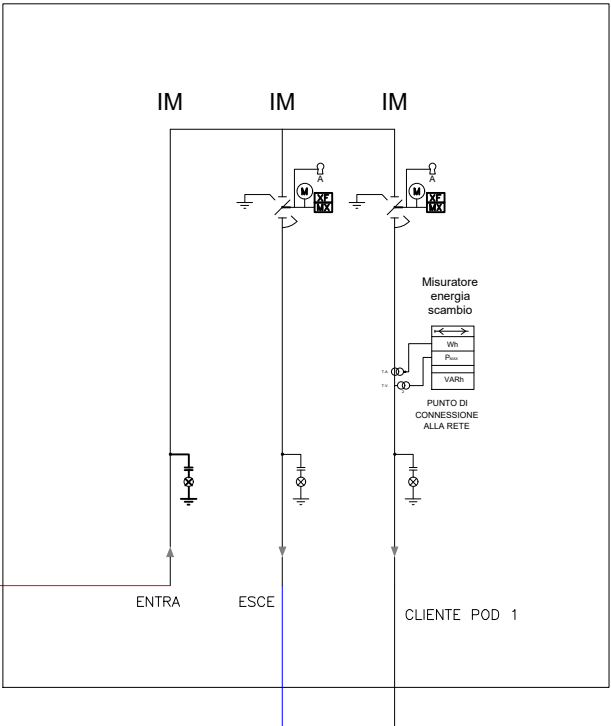 IM IM IM
A A
M M
XF XF
MX MX
Misuratore
energia
scambio
Wh
Pmax
VARh
T.A.
T.V.
PUNTO DI
CONNESSIONE
ALLA RETE
ENTRA ESCE CLIENTE POD 1